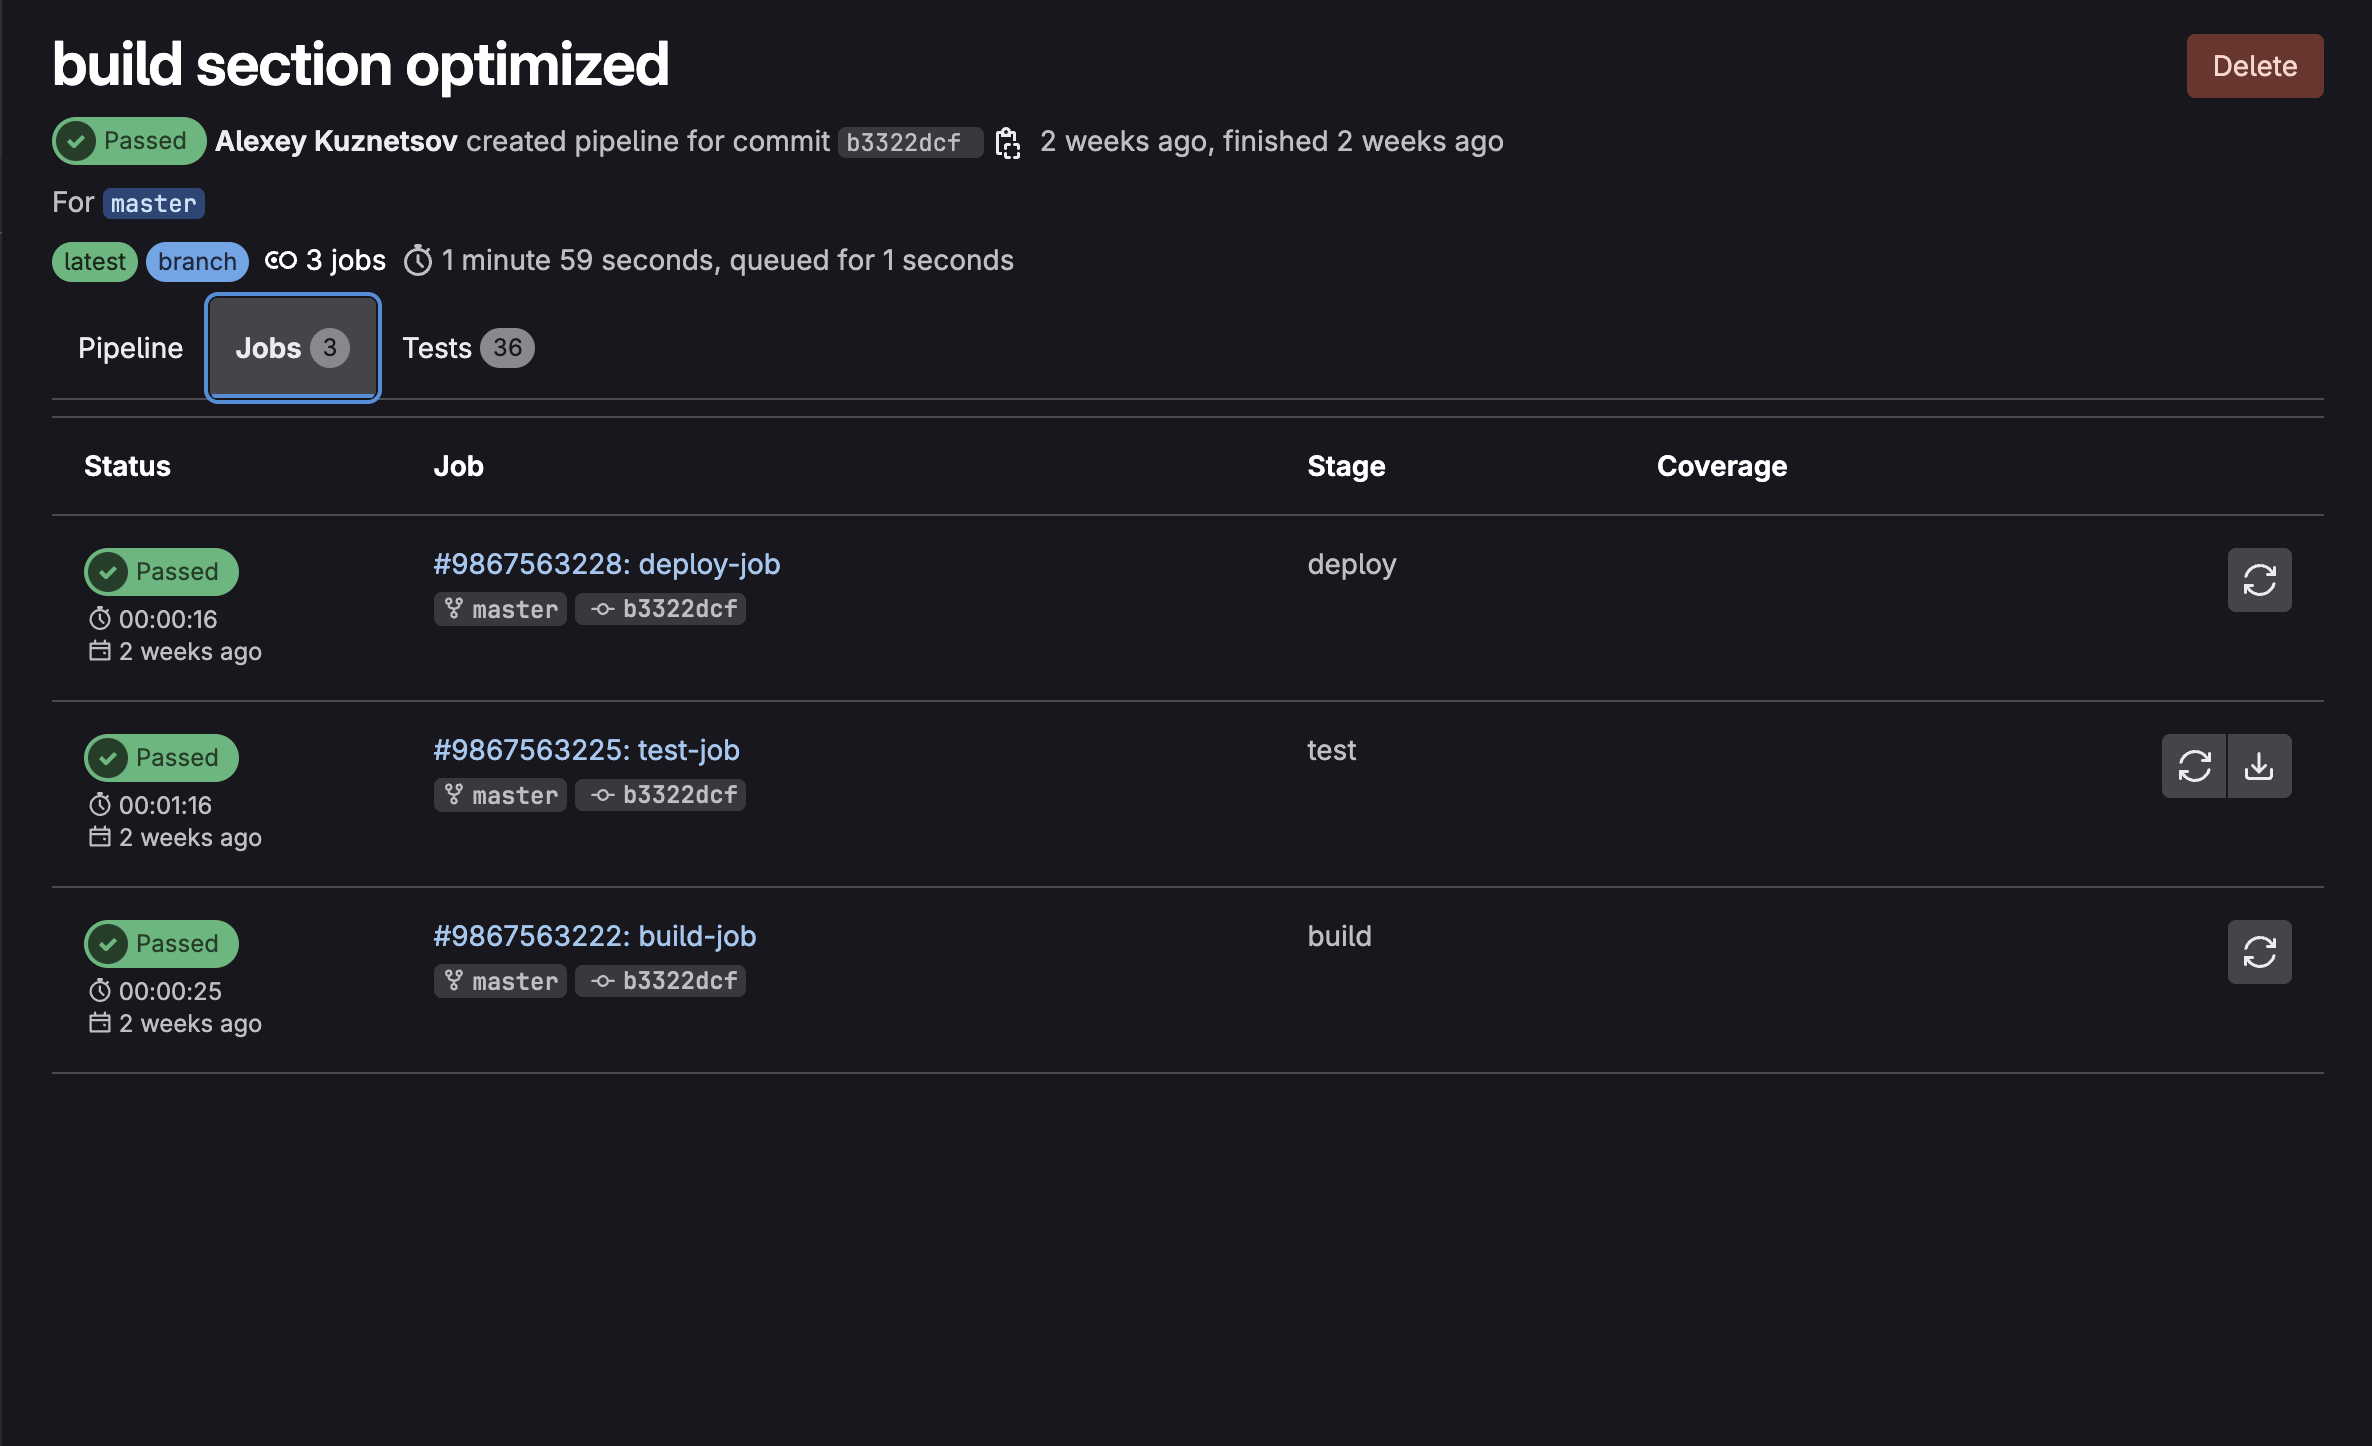 build section optimized
Delete
Passed Alexey Kuznetsov created pipeline for commit b3322dcf 2 weeks ago, finished 2 weeks ago
For master
latest branch 3 jobs 1 minute 59 seconds, queued for 1 seconds
Pipeline Jobs 3 Tests 36
Status Job Stage Coverage
Passed #9867563228: deploy-job deploy
00:00:16 master b3322dcf
2 weeks ago
Passed #9867563225: test-job test
00:01:16 master b3322dcf
2 weeks ago
Passed #9867563222: build-job build
00:00:25 master b3322dcf
2 weeks ago